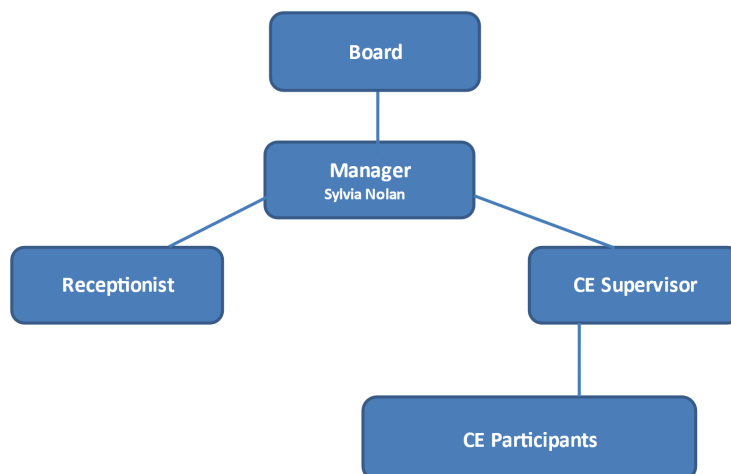 Board
Manager
Sylvia Nolan
Receptionist
CE Supervisor
CE Participants